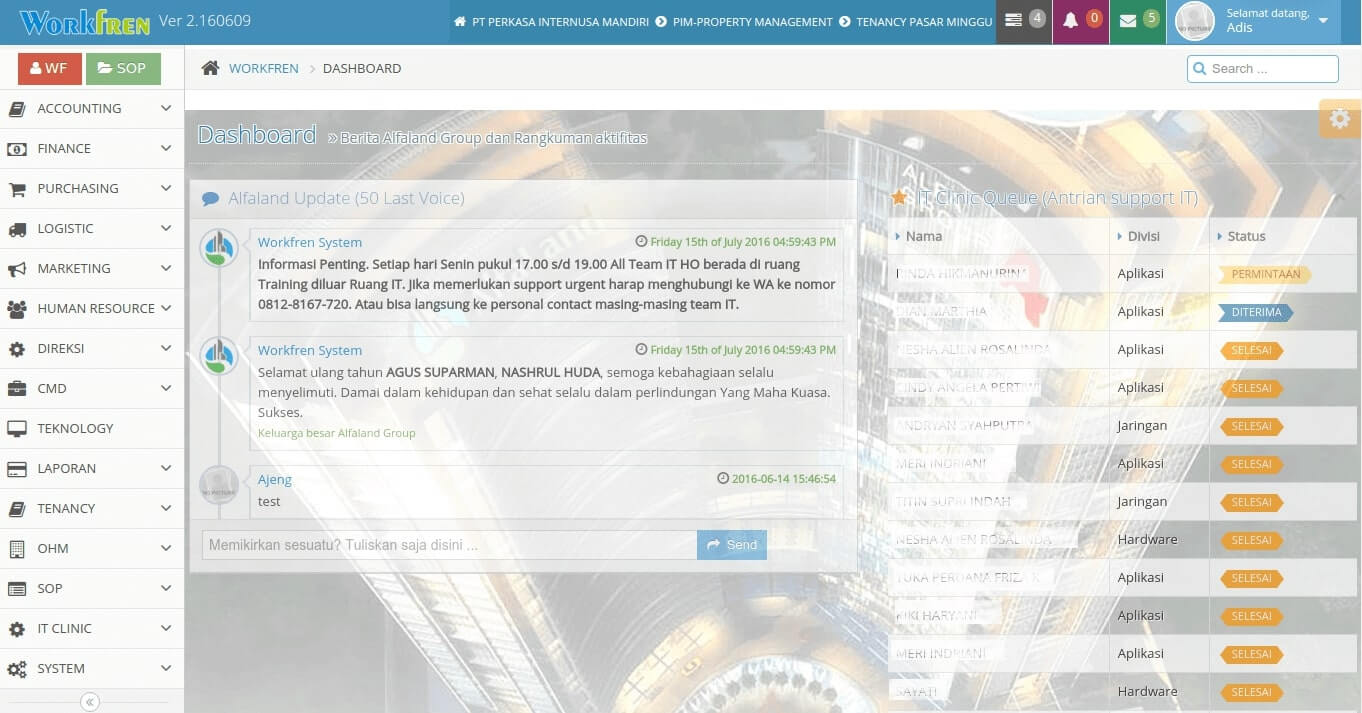 WORKFREN Ver 2.160609
PT PERKASA INTERNUSA MANDIRI PIM-PROPERTY MANAGEMENT TENANCY PASAR MINGGU
4
0
5
NO PICTURE
Selamat datang,
Adis
WF
SOP
WORKFREN > DASHBOARD
Search ...
ACCOUNTING
FINANCE
PURCHASING
LOGISTIC
MARKETING
HUMAN RESOURCE
DIREKSI
CMD
TEKNOLOGY
LAPORAN
TENANCY
OHM
SOP
IT CLINIC
SYSTEM
«
Dashboard » Berita Alfaland Group dan Rangkuman aktifitas
Alfaland Update (50 Last Voice)
Workfren System Friday 15th of July 2016 04:59:43 PM
Informasi Penting. Setiap hari Senin pukul 17.00 s/d 19.00 All Team IT HO berada di ruang
Training diluar Ruang IT. Jika memerlukan support urgent harap menghubungi ke WA ke nomor
0812-8167-720. Atau bisa langsung ke personal contact masing-masing team IT.
Workfren System Friday 15th of July 2016 04:59:43 PM
Selamat ulang tahun AGUS SUPARMAN, NASHRUL HUDA, semoga kebahagiaan selalu
menyelimuti. Damai dalam kehidupan dan sehat selalu dalam perlindungan Yang Maha Kuasa.
Sukses.
Keluarga besar Alfaland Group
NO PICTURE
Ajeng 2016-06-14 15:46:54
test
Memikirkan sesuatu? Tuliskan saja disini ...
Send
IT Clinic Queue (Antrian support IT)
Nama Divisi Status
HIKMANURINA Aplikasi PERMINTAAN
DIAN MARTHIA Aplikasi DITERIMA
NESHA ALIEN ROSALINDA Aplikasi SELESAI
CINDY ANGELA PERTIWI Aplikasi SELESAI
ANDRYAN SYAHPUTRA Jaringan SELESAI
MERI INDRIANI Aplikasi SELESAI
TITIN SUPRI INDAH Jaringan SELESAI
NESHA ALIEN ROSALINDA Hardware SELESAI
Aplikasi SELESAI
KIKI HARYANI Aplikasi SELESAI
MERI INDRIANI Aplikasi SELESAI
SAYATI Hardware SELESAI